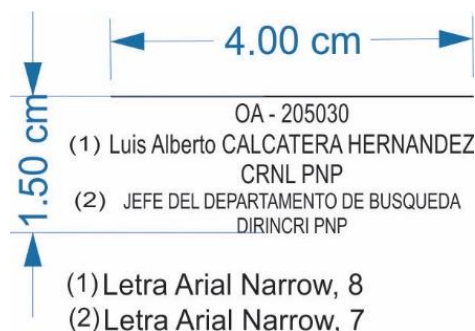 4.00 cm
1.50 cm
OA - 205030
(1) Luis Alberto CALCATERA HERNANDEZ
CRNL PNP
(2) JEFE DEL DEPARTAMENTO DE BUSQUEDA
DIRINCRI PNP
(1) Letra Arial Narrow, 8
(2) Letra Arial Narrow, 7